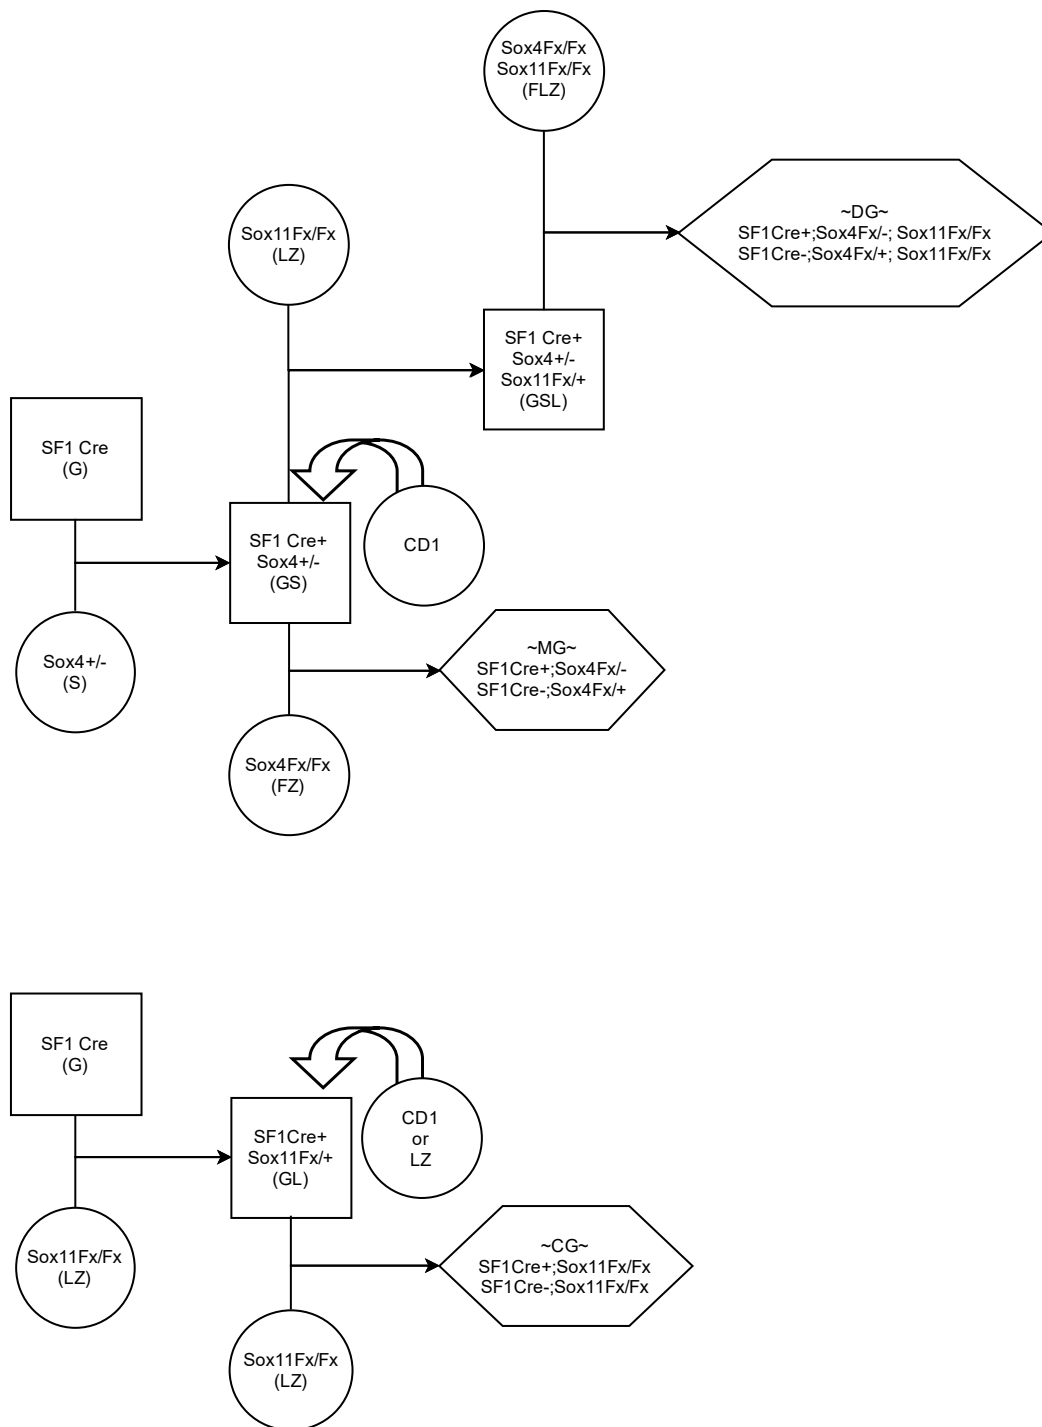 Sox4Fx/Fx
Sox11Fx/Fx
(FLZ)
~DG~
SF1Cre+;Sox4Fx/-; Sox11Fx/Fx
SF1Cre-;Sox4Fx/+; Sox11Fx/Fx
Sox11Fx/Fx
(LZ)
SF1 Cre+
Sox4+/-
Sox11Fx/+
(GSL)
SF1 Cre
(G)
SF1 Cre+
Sox4+/-
(GS)
CD1
Sox4+/-
(S)
~MG~
SF1Cre+;Sox4Fx/-
SF1Cre-;Sox4Fx/+
Sox4Fx/Fx
(FZ)
SF1 Cre
(G)
SF1Cre+
Sox11Fx/+
(GL)
CD1
or
LZ
Sox11Fx/Fx
(LZ)
~CG~
SF1Cre+;Sox11Fx/Fx
SF1Cre-;Sox11Fx/Fx
Sox11Fx/Fx
(LZ)